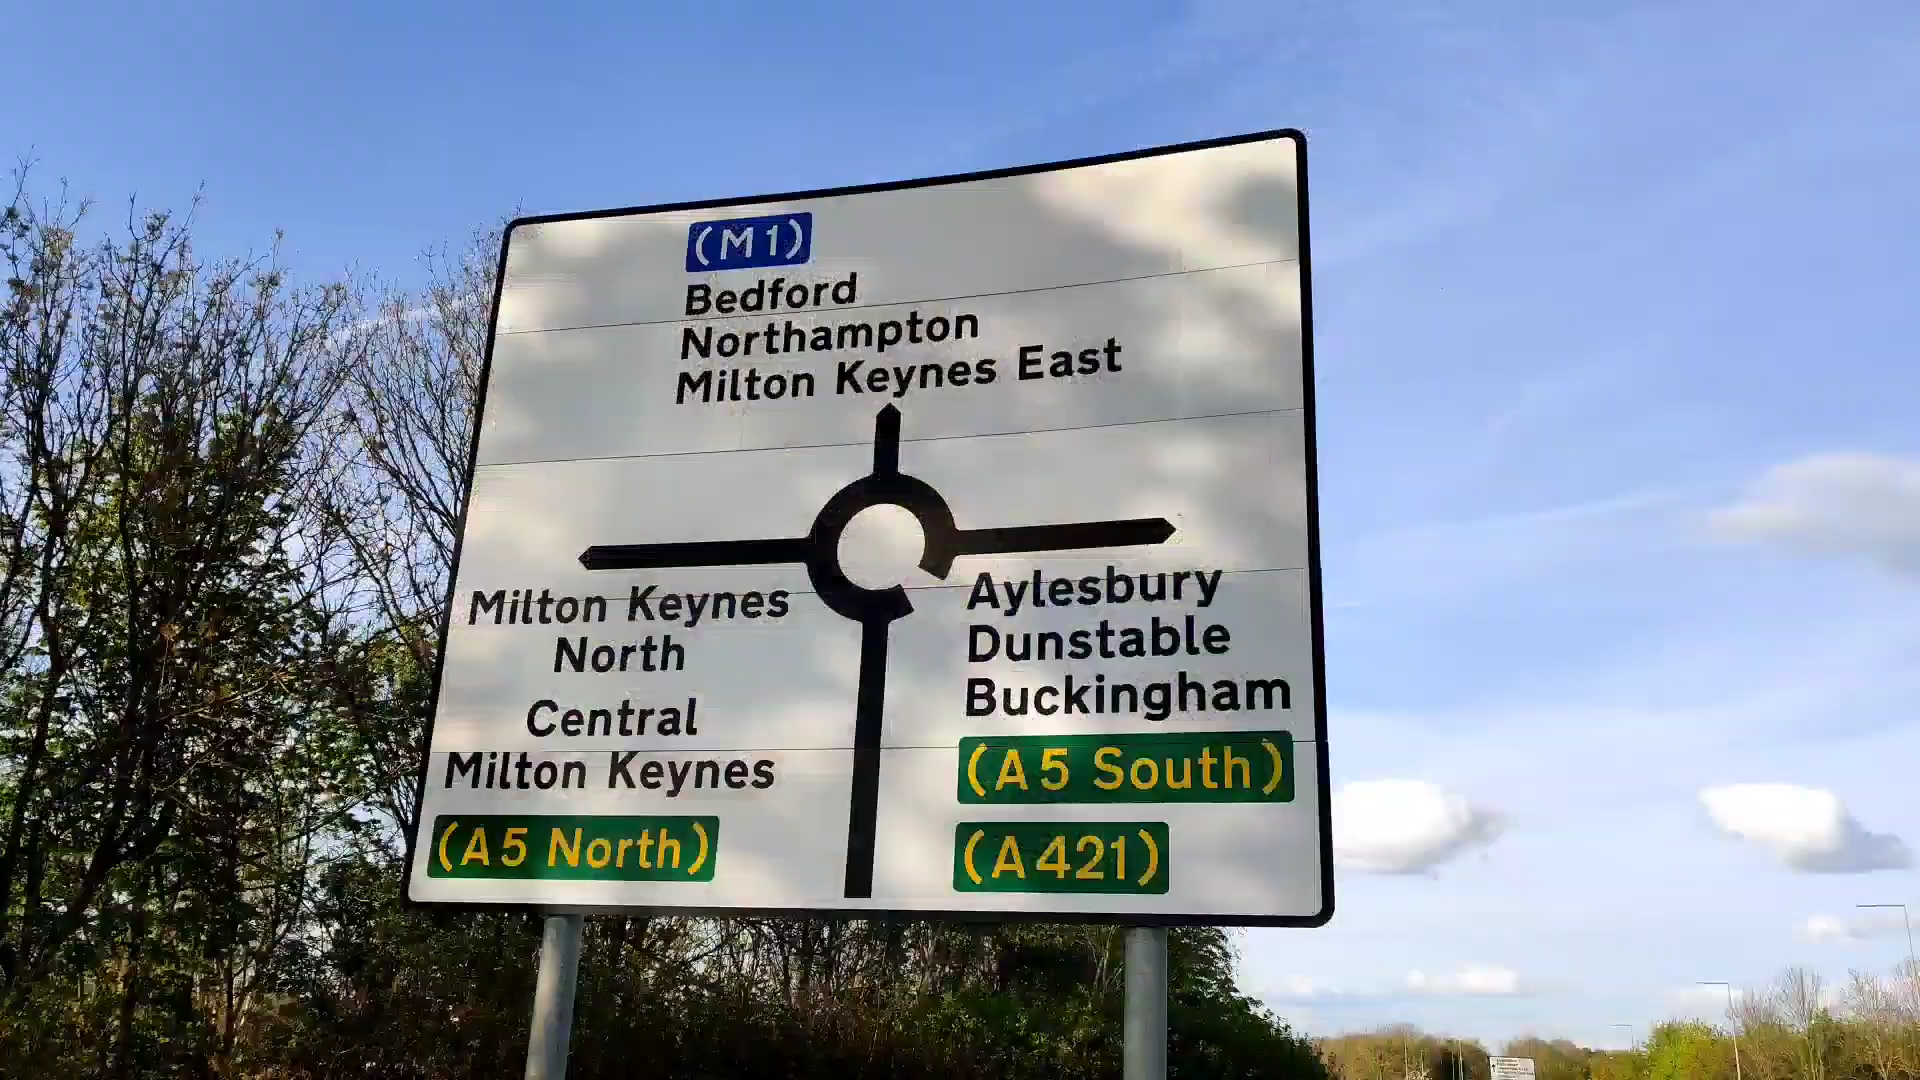 (M1)
Bedford
Northampton
Milton Keynes East
Milton Keynes
North
Central
Milton Keynes
(A5 North)
Aylesbury
Dunstable
Buckingham
(A5 South)
(A421)